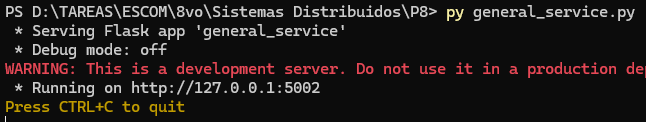 PS D:\TAREAS\ESCOM\8vo\Sistemas Distribuidos\P8> py general_service.py
 * Serving Flask app 'general_service'
 * Debug mode: off
WARNING: This is a development server. Do not use it in a production de
 * Running on http://127.0.0.1:5002
Press CTRL+C to quit